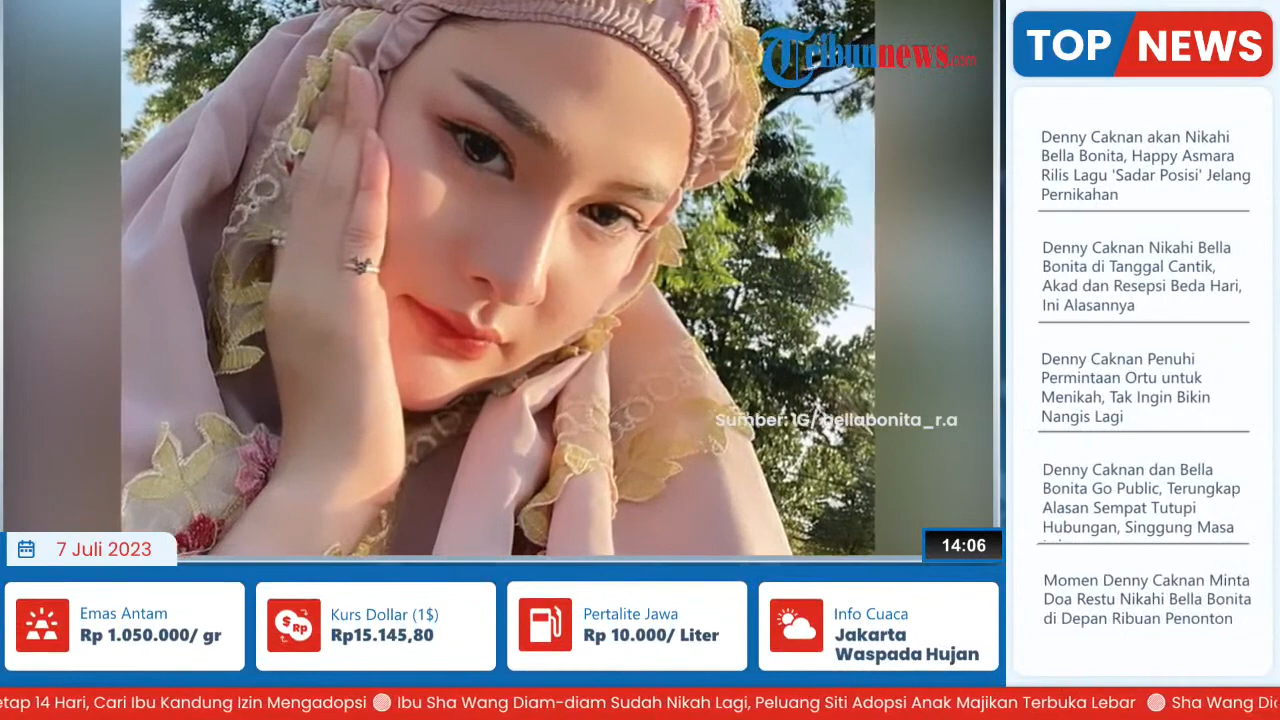 Tribunnews.com
Sumber: IG/ bellabonita_r.a
7 Juli 2023
14:06
Emas Antam
Rp 1.050.000/ gr
Kurs Dollar (1$)
Rp15.145,80
Pertalite Jawa
Rp 10.000/ Liter
Info Cuaca
Jakarta
Waspada Hujan
TOP NEWS
Denny Caknan akan Nikahi
Bella Bonita, Happy Asmara
Rilis Lagu 'Sadar Posisi' Jelang
Pernikahan
Denny Caknan Nikahi Bella
Bonita di Tanggal Cantik,
Akad dan Resepsi Beda Hari,
Ini Alasannya
Denny Caknan Penuhi
Permintaan Ortu untuk
Menikah, Tak Ingin Bikin
Nangis Lagi
Denny Caknan dan Bella
Bonita Go Public, Terungkap
Alasan Sempat Tutupi
Hubungan, Singgung Masa
Momen Denny Caknan Minta
Doa Restu Nikahi Bella Bonita
di Depan Ribuan Penonton
etap 14 Hari, Cari Ibu Kandung Izin Mengadopsi Ibu Sha Wang Diam-diam Sudah Nikah Lagi, Peluang Siti Adopsi Anak Majikan Terbuka Lebar Sha Wang Di